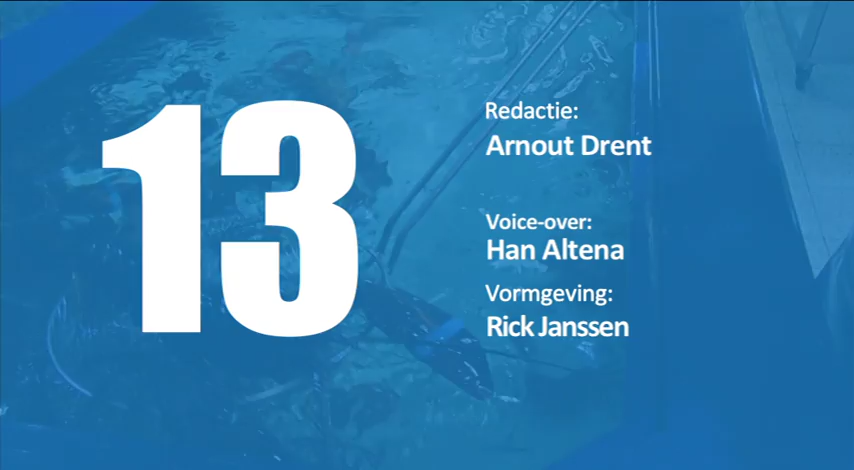 13
Redactie:
Arnout Drent
Voice-over:
Han Altena
Vormgeving:
Rick Janssen